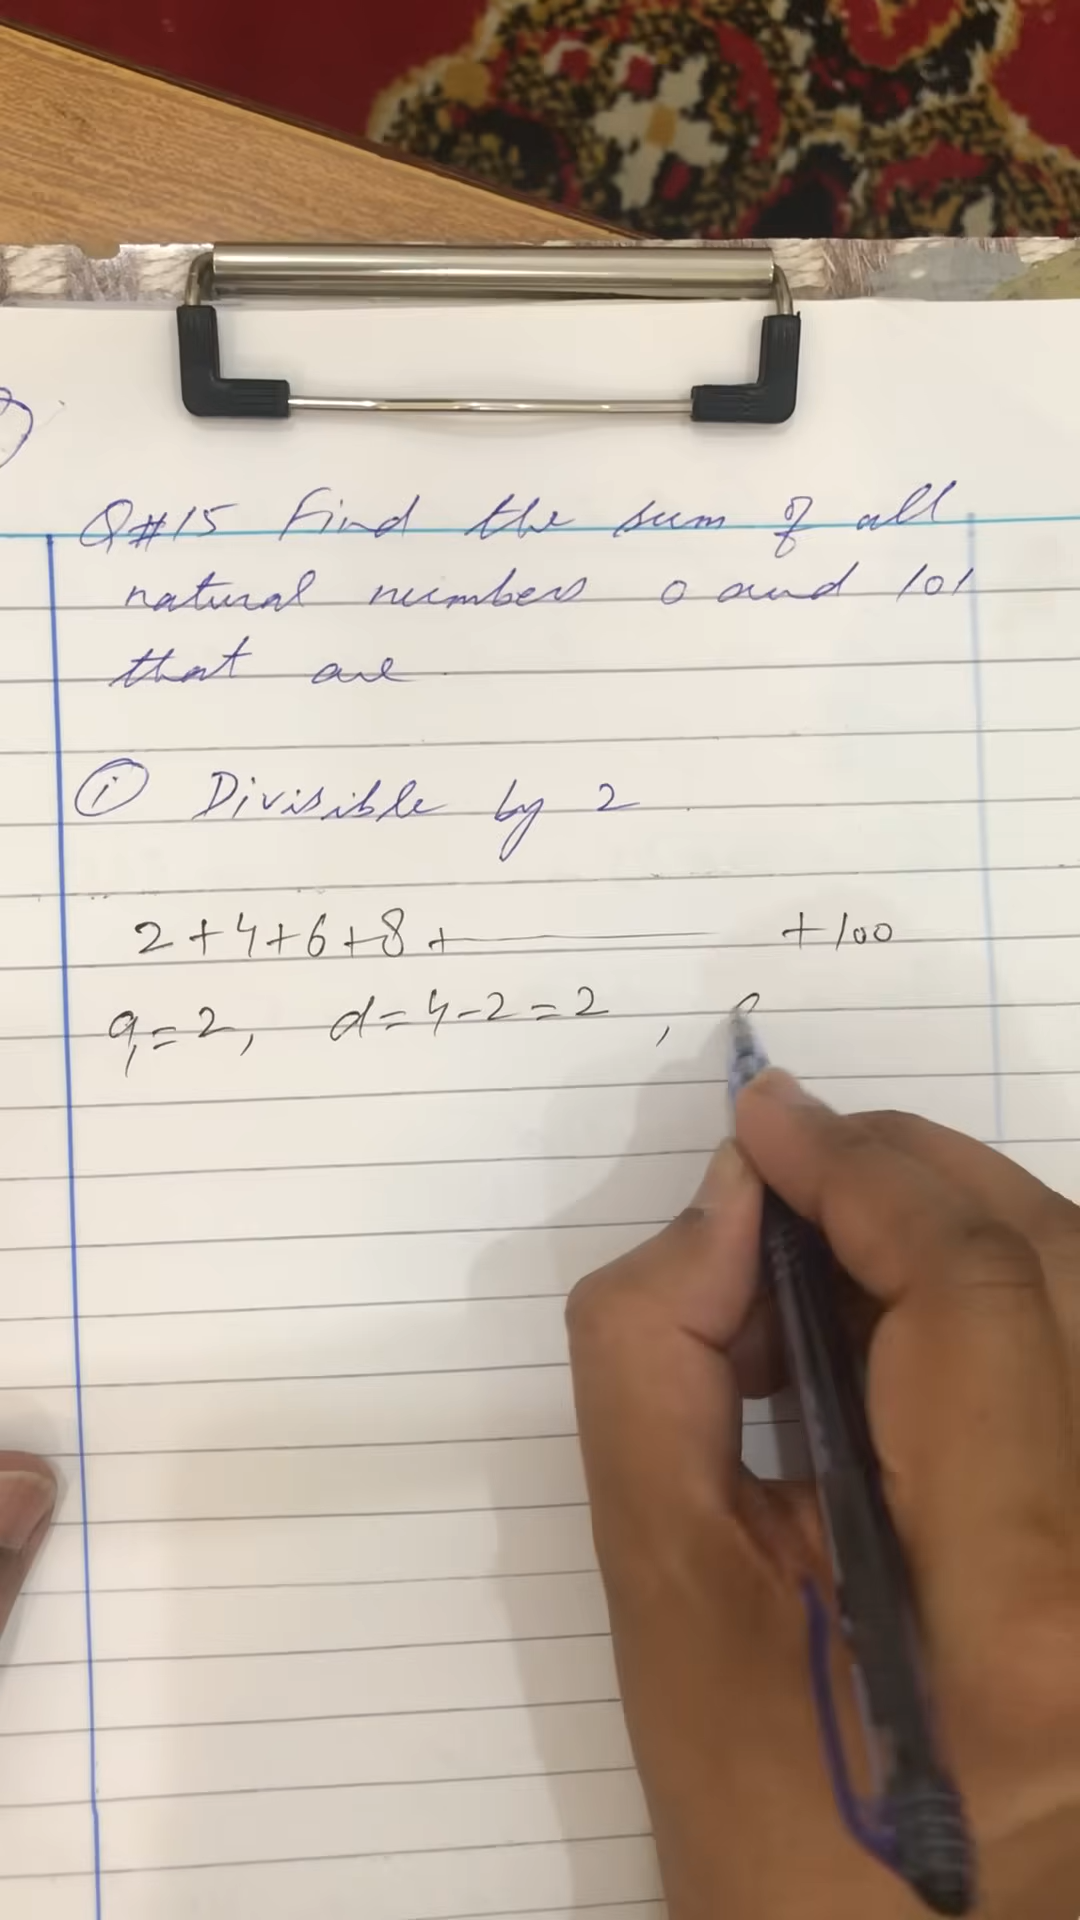 Q#15 Find the sum of all
natural numbers 0 and 101
that are
i Divisible by 2
2+4+6+8+ + 100
a₁=2, d=4-2=2,